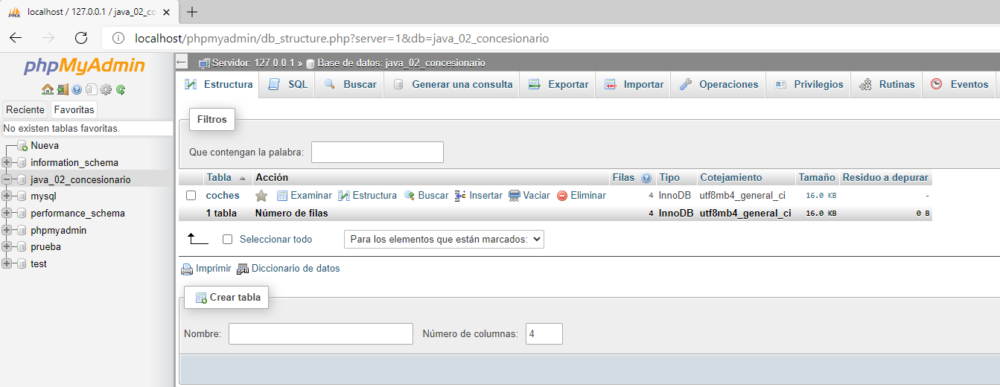 localhost / 127.0.0.1 / java_02_co
localhost/phpmyadmin/db_structure.php?server=1&db=java_02_concesionario
phpMyAdmin
Reciente Favoritas
No existen tablas favoritas.
Nueva
information_schema
java_02_concesionario
mysql
performance_schema
phpmyadmin
prueba
test
Servidor: 127.0.0.1 » Base de datos: java_02_concesionario
Estructura SQL Buscar Generar una consulta Exportar Importar Operaciones Privilegios Rutinas Eventos
Filtros
Que contengan la palabra:
Tabla Acción Filas Tipo Cotejamiento Tamaño Residuo a depurar
coches Examinar Estructura Buscar Insertar Vaciar Eliminar 4 InnoDB utf8mb4_general_ci 16.0 KB -
1 tabla Número de filas 4 InnoDB utf8mb4_general_ci 16.0 KB 0 B
Seleccionar todo Para los elementos que están marcados:
Imprimir Diccionario de datos
Crear tabla
Nombre: Número de columnas: 4